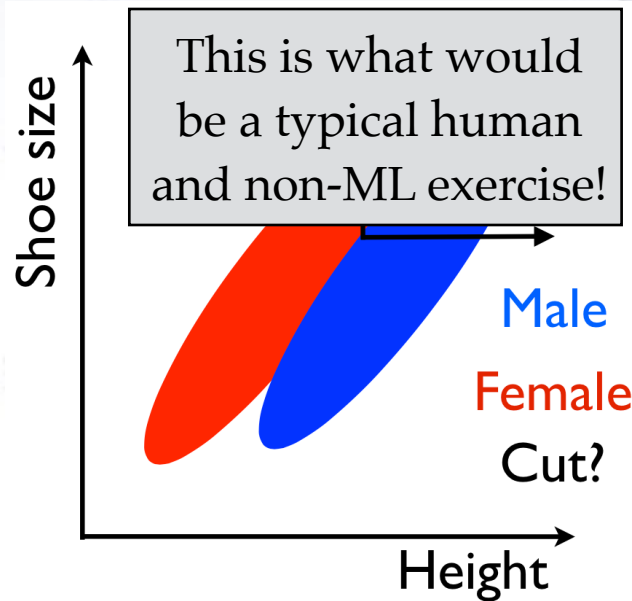 This is what would
be a typical human
and non-ML exercise!
Shoe size
Male
Female
Cut?
Height